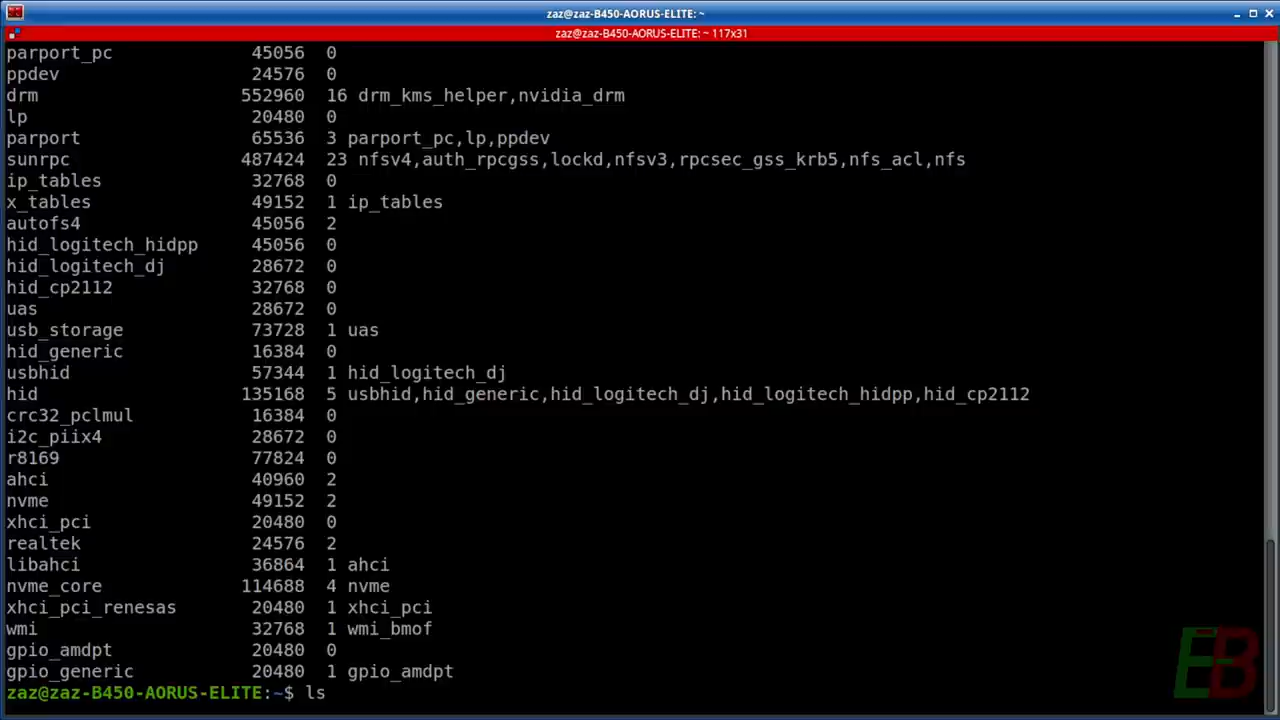 zaz@zaz-B450-AORUS-ELITE: ~
zaz@zaz-B450-AORUS-ELITE: ~ 117x31
parport_pc             45056  0
ppdev                  24576  0
drm                   552960  16 drm_kms_helper,nvidia_drm
lp                     20480  0
parport                65536  3 parport_pc,lp,ppdev
sunrpc                487424  23 nfsv4,auth_rpcgss,lockd,nfsv3,rpcsec_gss_krb5,nfs_acl,nfs
ip_tables              32768  0
x_tables               49152  1 ip_tables
autofs4                45056  2
hid_logitech_hidpp     45056  0
hid_logitech_dj        28672  0
hid_cp2112             32768  0
uas                    28672  0
usb_storage            73728  1 uas
hid_generic            16384  0
usbhid                 57344  1 hid_logitech_dj
hid                   135168  5 usbhid,hid_generic,hid_logitech_dj,hid_logitech_hidpp,hid_cp2112
crc32_pclmul           16384  0
i2c_piix4              28672  0
r8169                  77824  0
ahci                   40960  2
nvme                   49152  2
xhci_pci               20480  0
realtek                24576  2
libahci                36864  1 ahci
nvme_core             114688  4 nvme
xhci_pci_renesas       20480  1 xhci_pci
wmi                    32768  1 wmi_bmof
gpio_amdpt             20480  0
gpio_generic           20480  1 gpio_amdpt
zaz@zaz-B450-AORUS-ELITE:~$ ls
EB